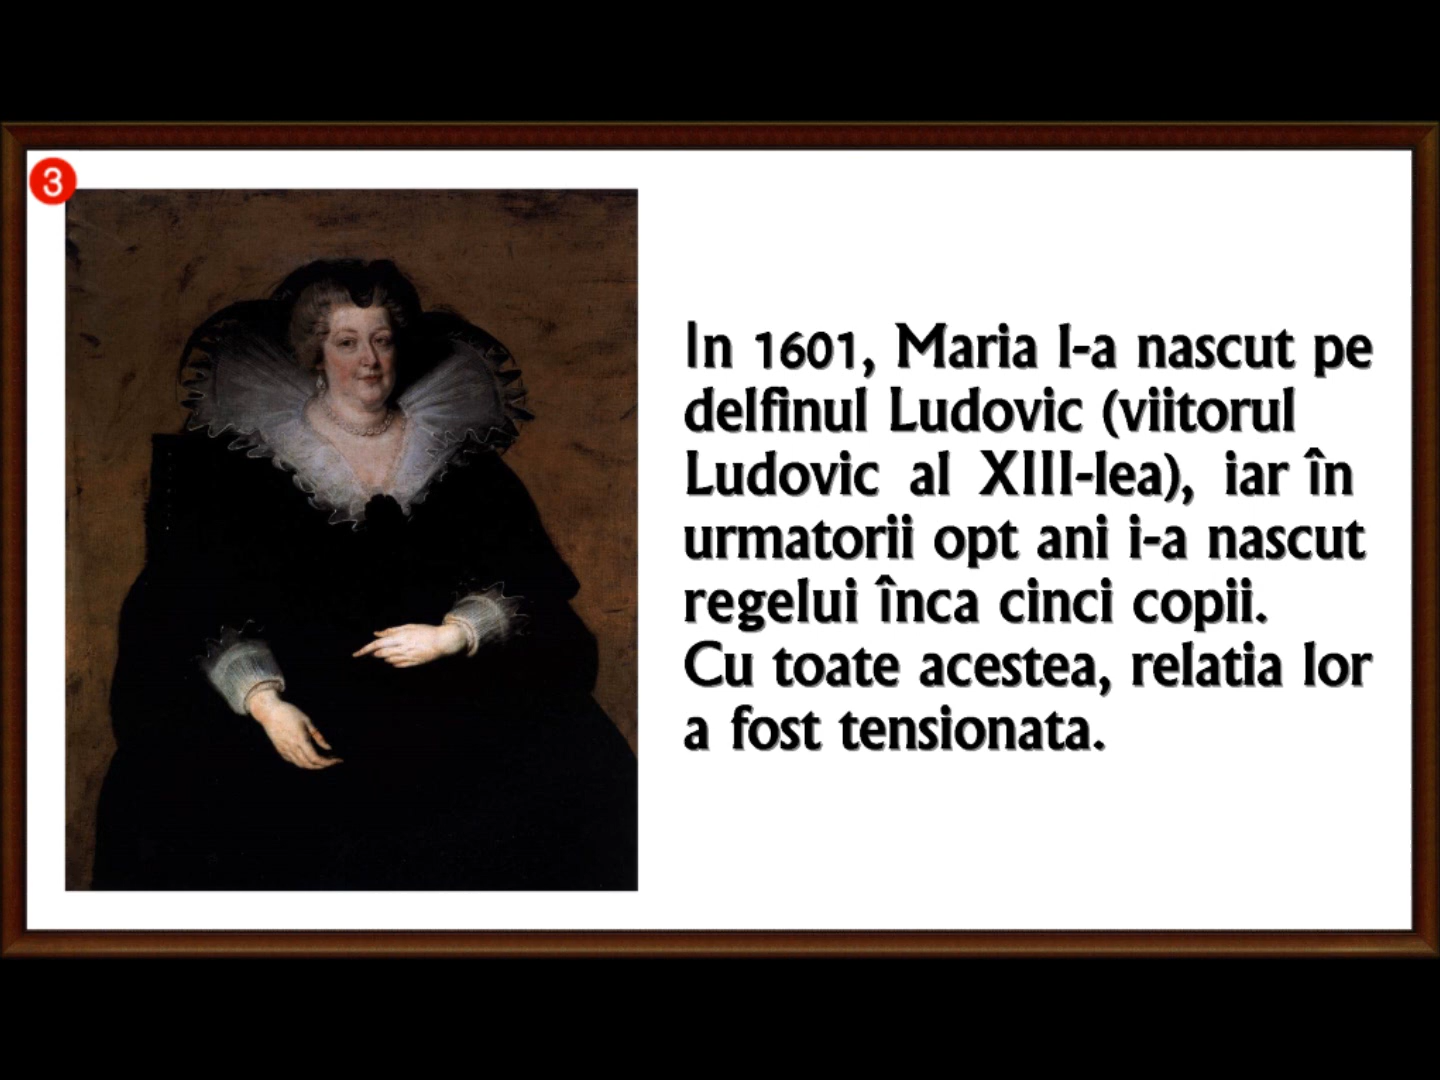 3
In 1601, Maria l-a nascut pe
delfinul Ludovic (viitorul
Ludovic al XIII-lea), iar în
urmatorii opt ani i-a nascut
regelui înca cinci copii.
Cu toate acestea, relatia lor
a fost tensionata.